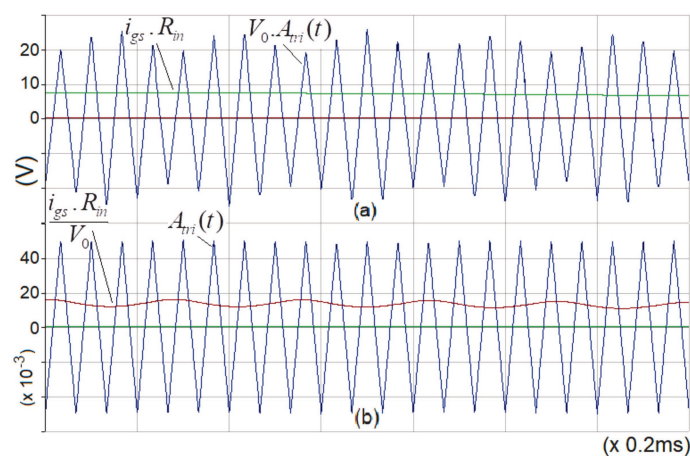 i_gs . R_in
V_0 . A_tri(t)
20
10
0
(V)
(a)
i_gs . R_in
V_0
A_tri(t)
40
20
0
(x 10^-3)
(b)
(x 0.2ms)